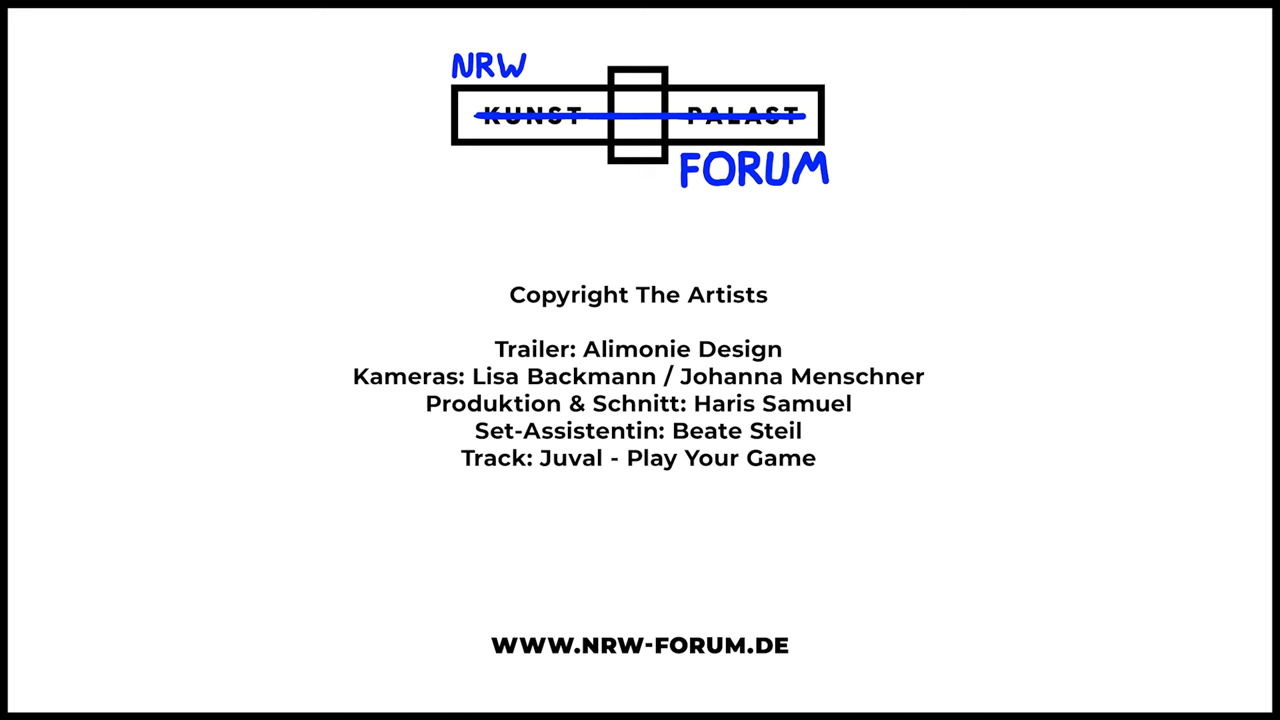 NRW
KUNST PALAST
FORUM
Copyright The Artists
Trailer: Alimonie Design
Kameras: Lisa Backmann / Johanna Menschner
Produktion & Schnitt: Haris Samuel
Set-Assistentin: Beate Steil
Track: Juval - Play Your Game
WWW.NRW-FORUM.DE